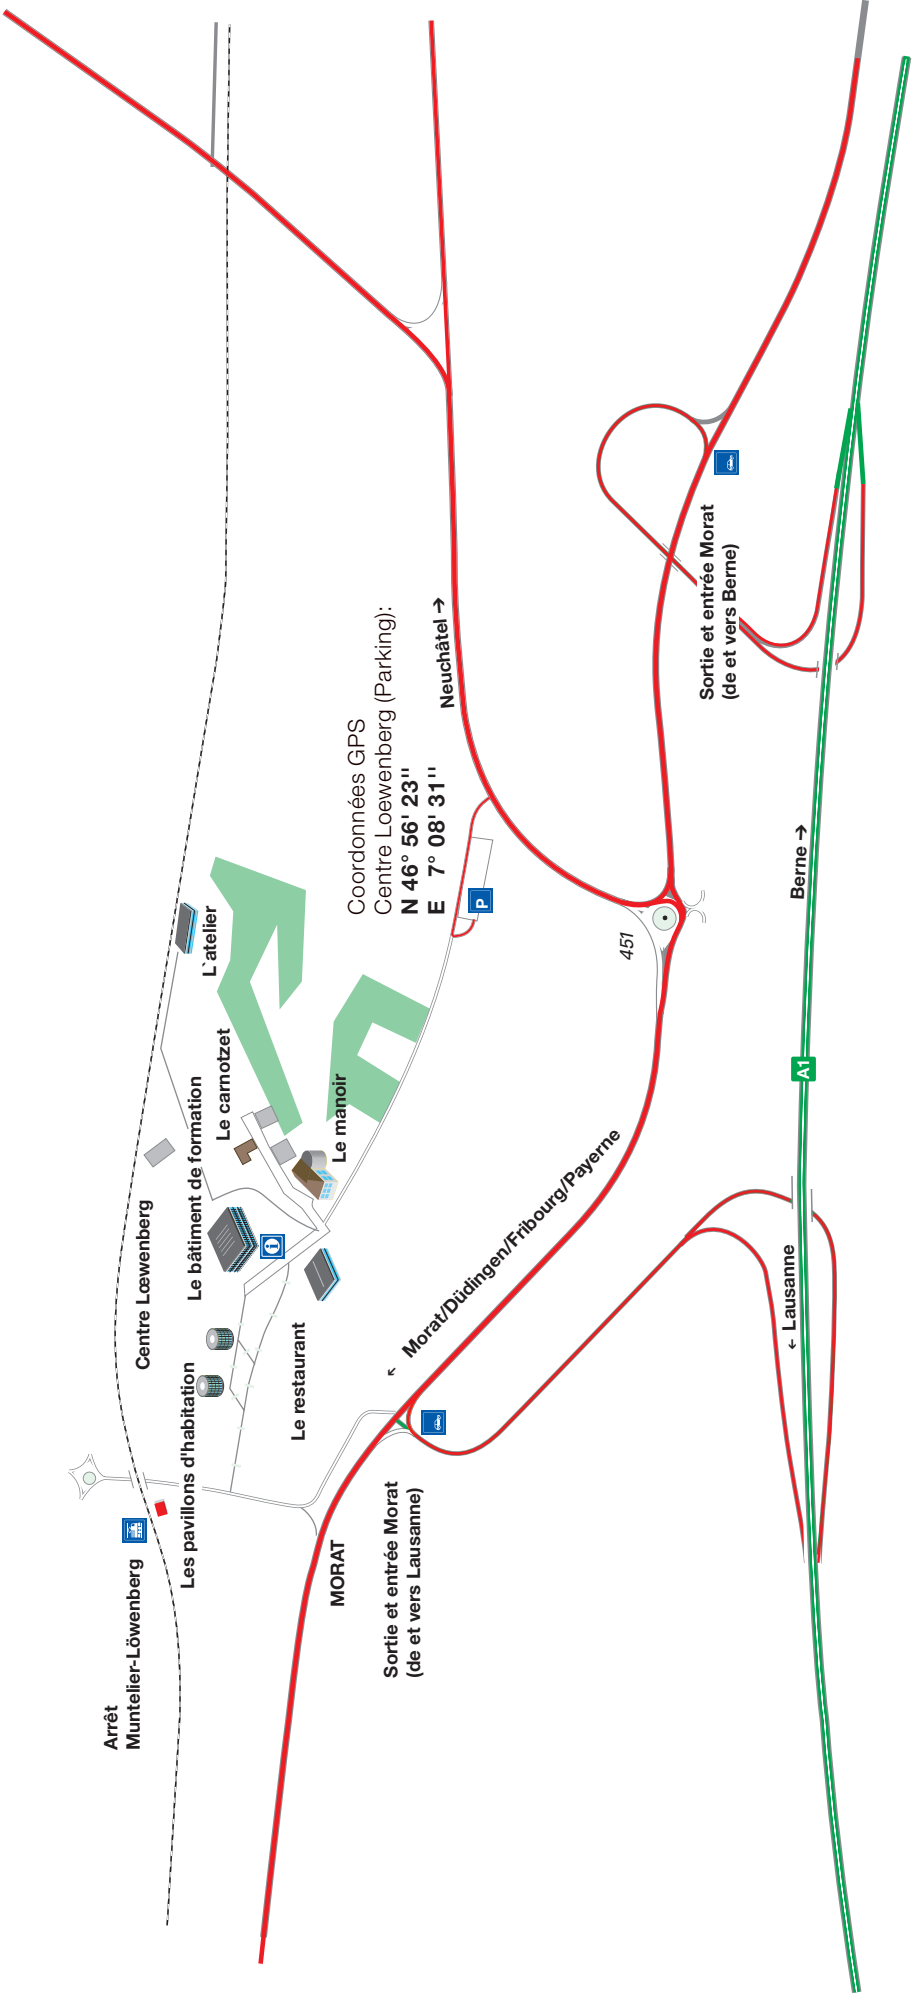 Arrêt
Muntelier-Löwenberg
Centre Lœwenberg
Les pavillons d'habitation
Le bâtiment de formation
Le carnotzet
L`atelier
i
Le restaurant
Le manoir
Coordonnées GPS
Centre Loewenberg (Parking):
N 46° 56' 23''
E 7° 08' 31''
Neuchâtel →
P
MORAT
Sortie et entrée Morat
(de et vers Lausanne)
← Morat/Düdingen/Fribourg/Payerne
451
Sortie et entrée Morat
(de et vers Berne)
← Lausanne
A1
Berne →